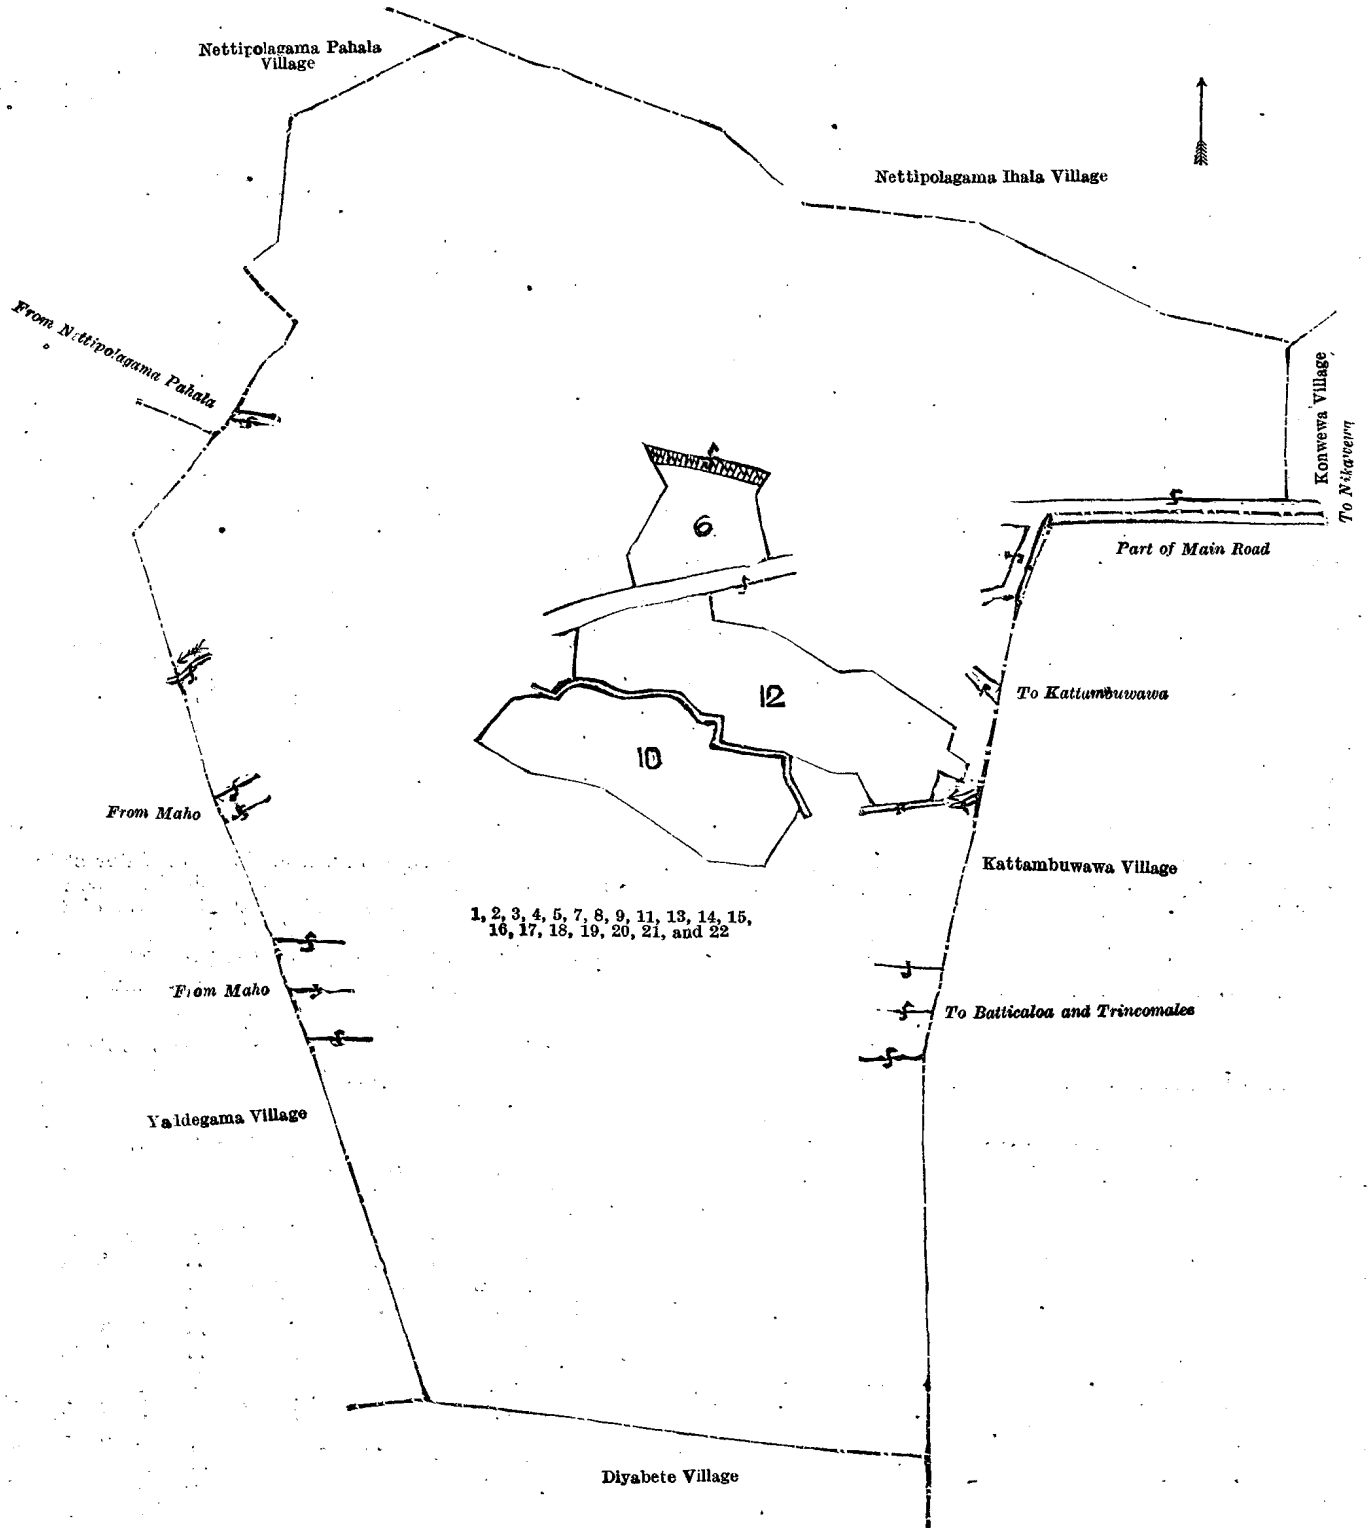 Nettipolagama Pahala
Village
Nettipolagama Ihala Village
From Nettipolagama Pahala
Konwewa Village
To Nikawewa
Part of Main Road
6
12
To Kattumbuwawa
10
From Maho
Kattambuwawa Village
1, 2, 3, 4, 5, 7, 8, 9, 11, 13, 14, 15,
16, 17, 18, 19, 20, 21, and 22
From Maho
To Batticaloa and Trincomalee
Yaldegama Village
Diyabete Village